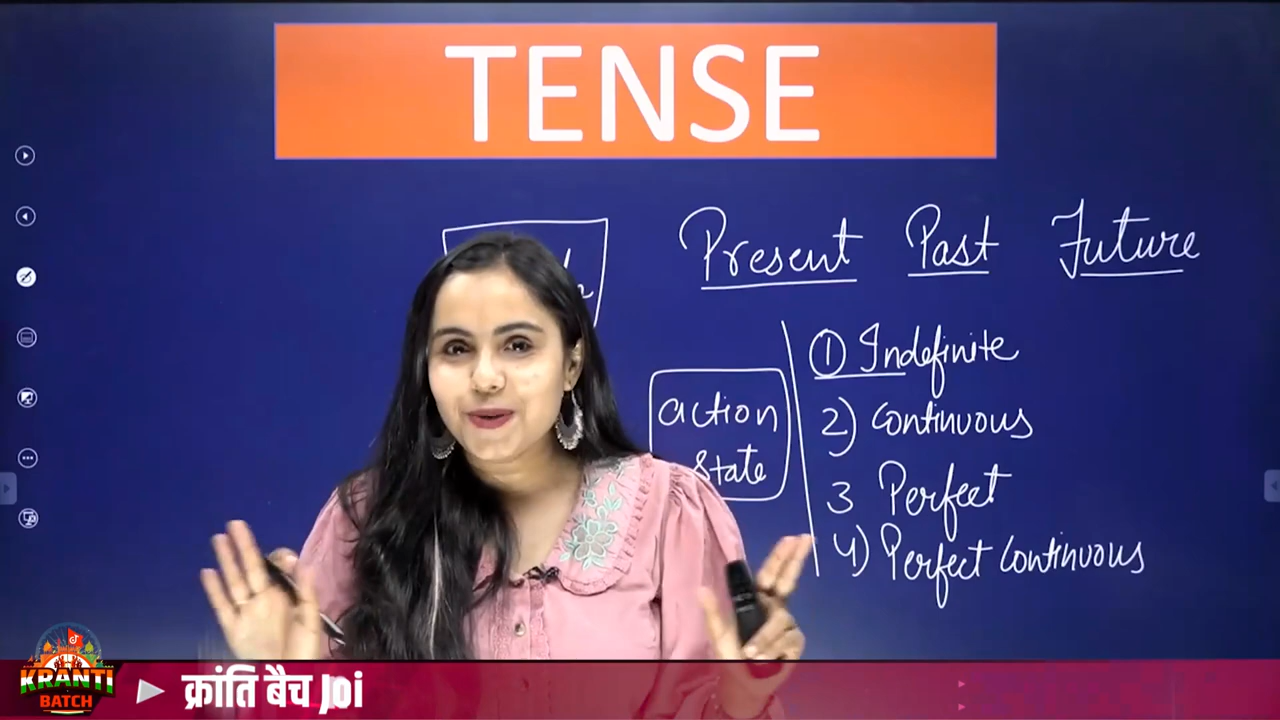 TENSE
Present Past Future
① Indefinite
action
state
2) continuous
3 Perfect
4) Perfect continuous
KRANTI
BATCH
क्रांति बैच Joi